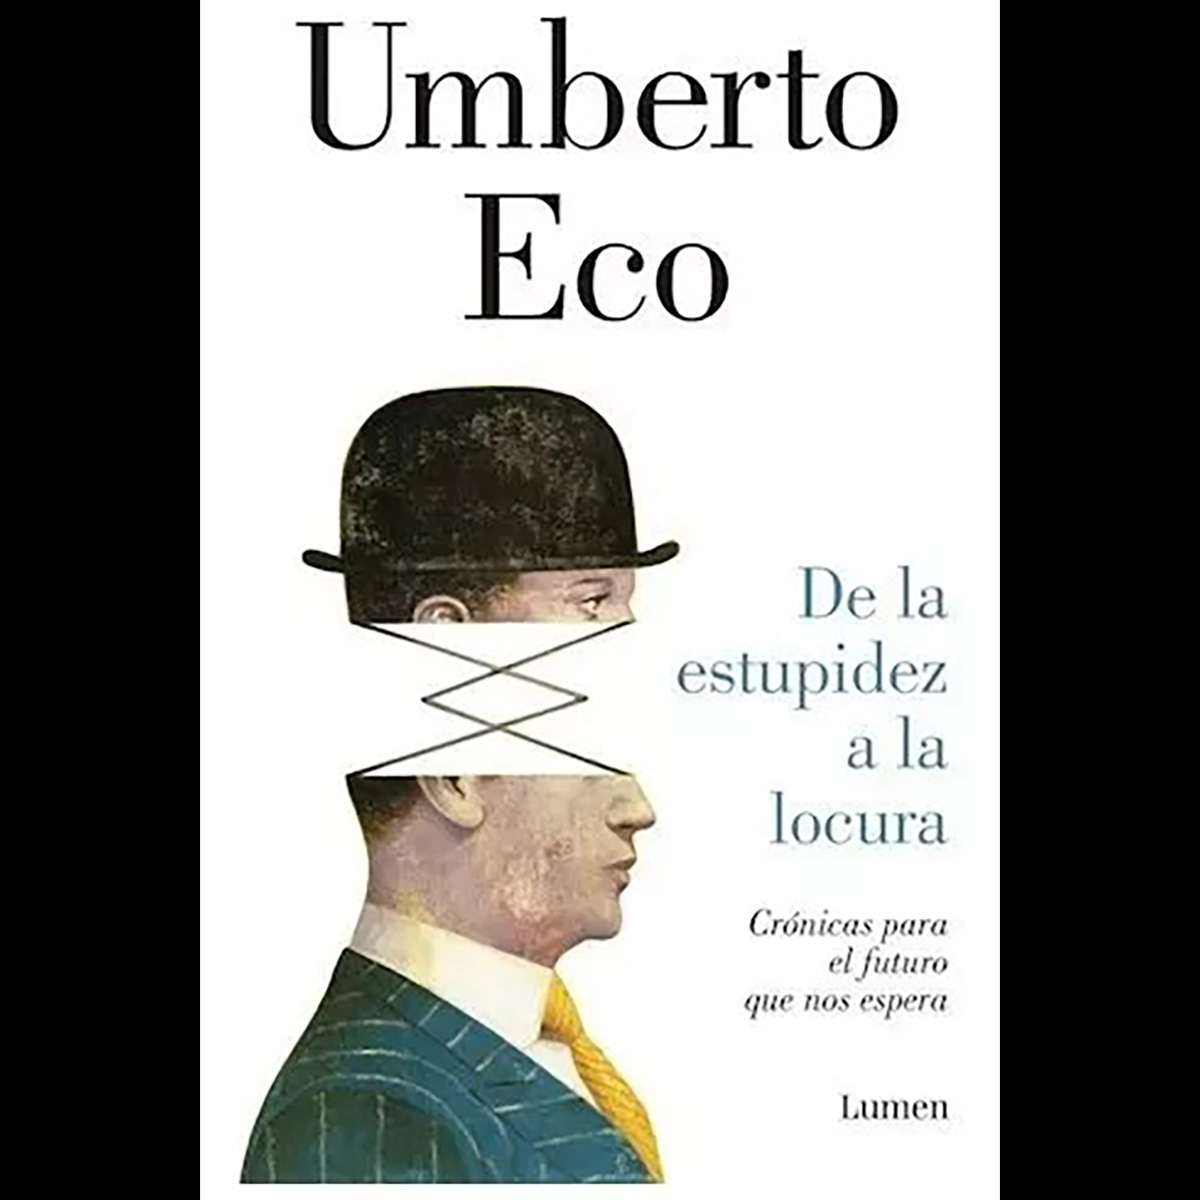 Umberto
Eco
De la
estupidez
a la
locura
Crónicas para
el futuro
que nos espera
Lumen